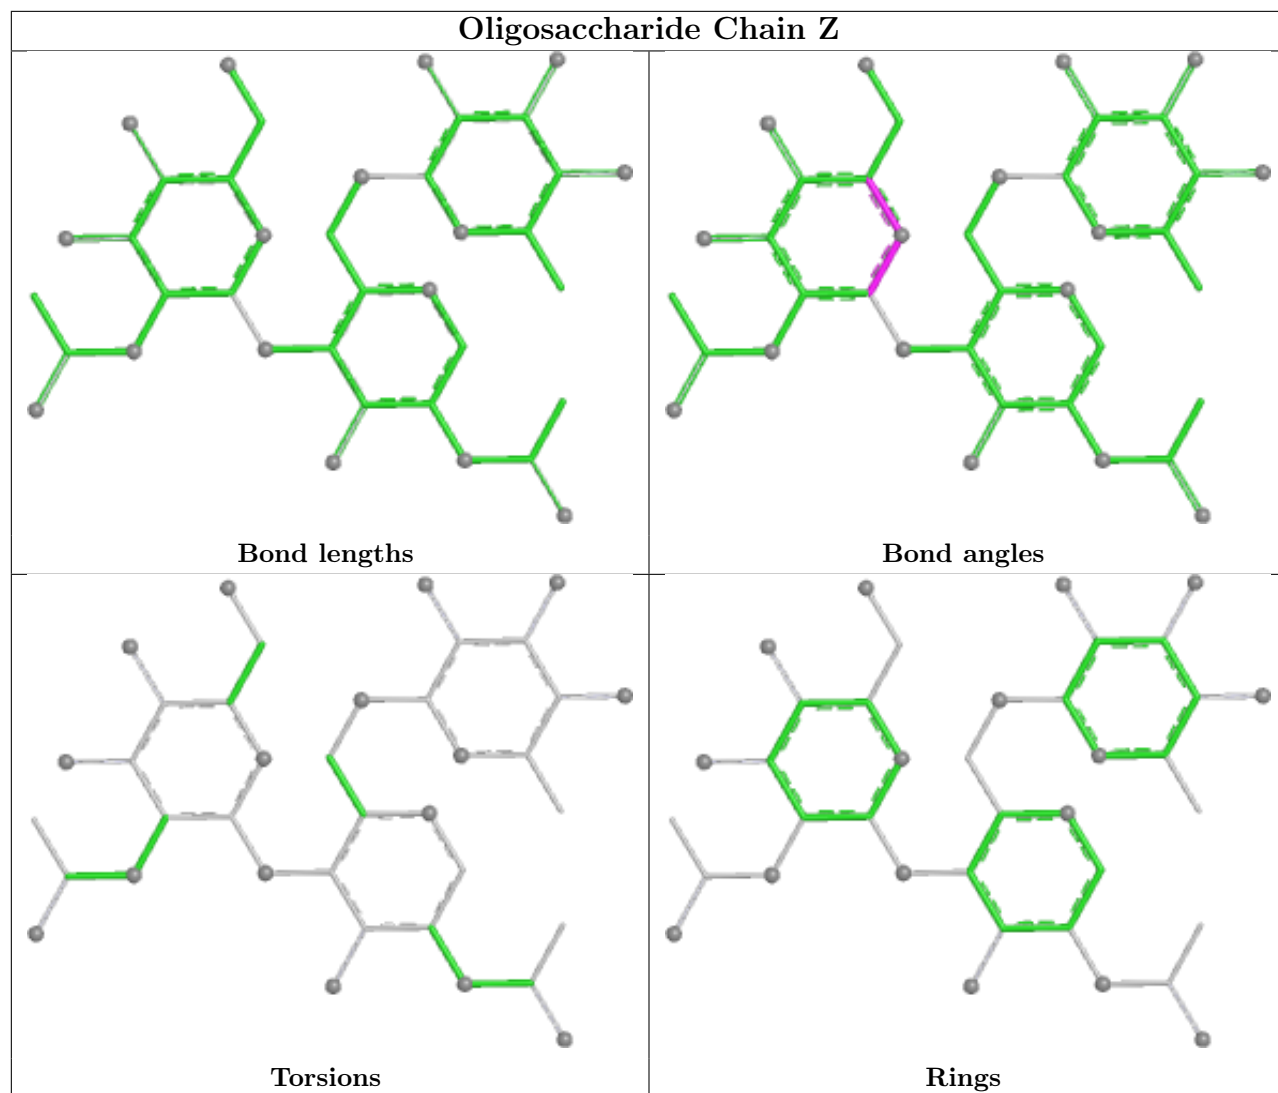 Oligosaccharide Chain Z
Bond lengths
Bond angles
Torsions
Rings